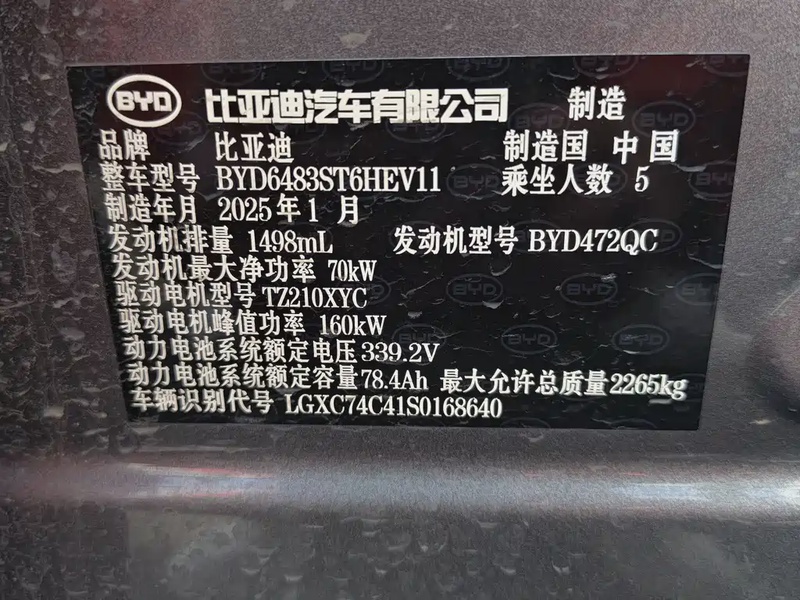 BYD 比亚迪汽车有限公司 制造
品牌 比亚迪 制造国 中国
整车型号 BYD6483ST6HEV11 乘坐人数 5
制造年月 2025年1月
发动机排量 1498mL 发动机型号 BYD472QC
发动机最大净功率 70kW
驱动电机型号 TZ210XYC
驱动电机峰值功率 160kW
动力电池系统额定电压 339.2V
动力电池系统额定容量 78.4Ah 最大允许总质量 2265kg
车辆识别代号 LGXC74C41S0168640